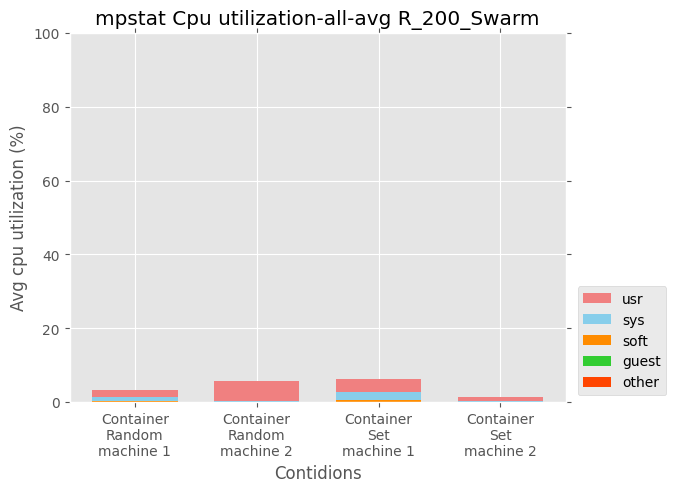 mpstat Cpu utilization-all-avg R_200_Swarm
Avg cpu utilization (%)
100
80
60
40
20
0
Container
Random
machine 1
Container
Random
machine 2
Container
Set
machine 1
Container
Set
machine 2
Contidions
usr
sys
soft
guest
other